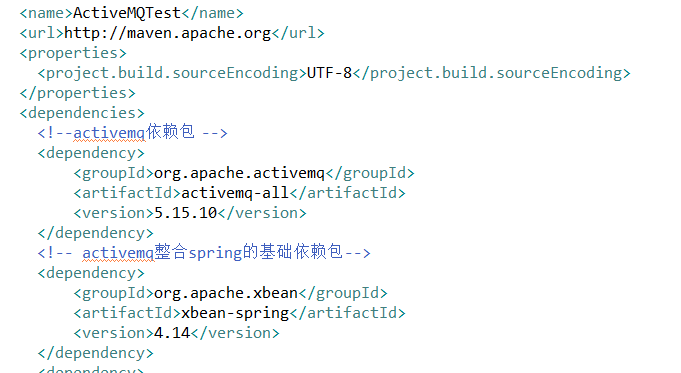 <name>ActiveMQTest</name>
<url>http://maven.apache.org</url>
<properties>
<project.build.sourceEncoding>UTF-8</project.build.sourceEncoding>
</properties>
<dependencies>
<!--activemq依赖包 -->
<dependency>
<groupId>org.apache.activemq</groupId>
<artifactId>activemq-all</artifactId>
<version>5.15.10</version>
</dependency>
<!-- activemq整合spring的基础依赖包-->
<dependency>
<groupId>org.apache.xbean</groupId>
<artifactId>xbean-spring</artifactId>
<version>4.14</version>
</dependency>
<dependency>